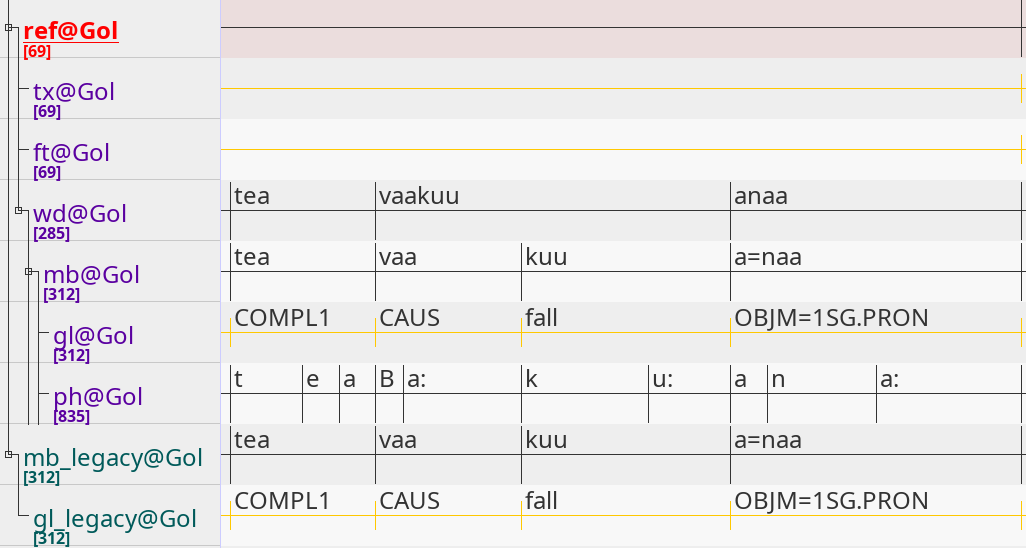 ref@Gol
[69]
tx@Gol
[69]
ft@Gol
[69]
wd@Gol tea vaakuu anaa
[285]
mb@Gol tea vaa kuu a=naa
[312]
gl@Gol COMPL1 CAUS fall OBJM=1SG.PRON
[312]
ph@Gol t e a B a: k u: a n a:
[835]
mb_legacy@Gol tea vaa kuu a=naa
[312]
gl_legacy@Gol COMPL1 CAUS fall OBJM=1SG.PRON
[312]